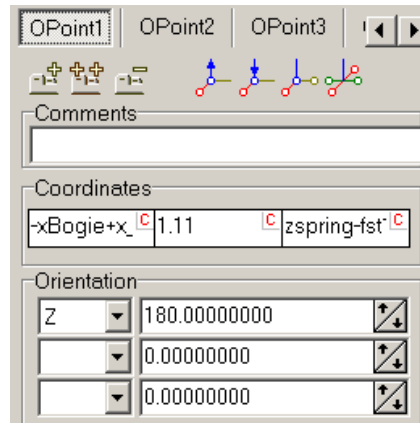 OPoint1 OPoint2 OPoint3
Comments
Coordinates
-xBogie+x_ C 1.11 C zspring-fst C
Orientation
Z 180.00000000
0.00000000
0.00000000